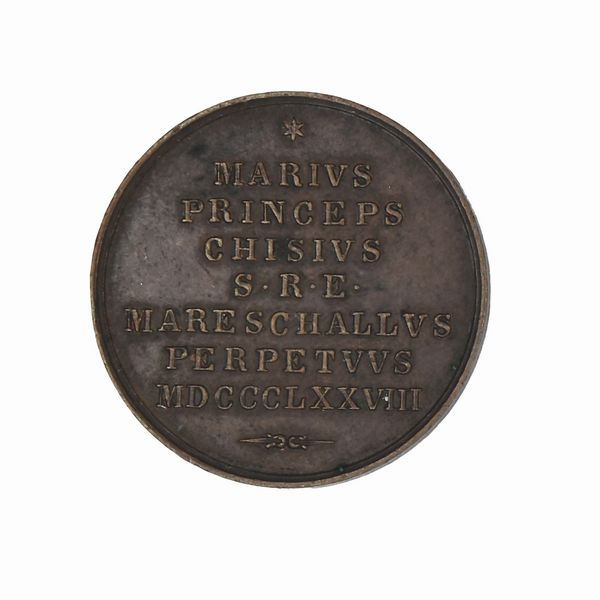 MARIVS
PRINCEPS
CHISIVS
S·R·E·
MARESCHALLVS
PERPETVVS
MDCCCLXXVIII